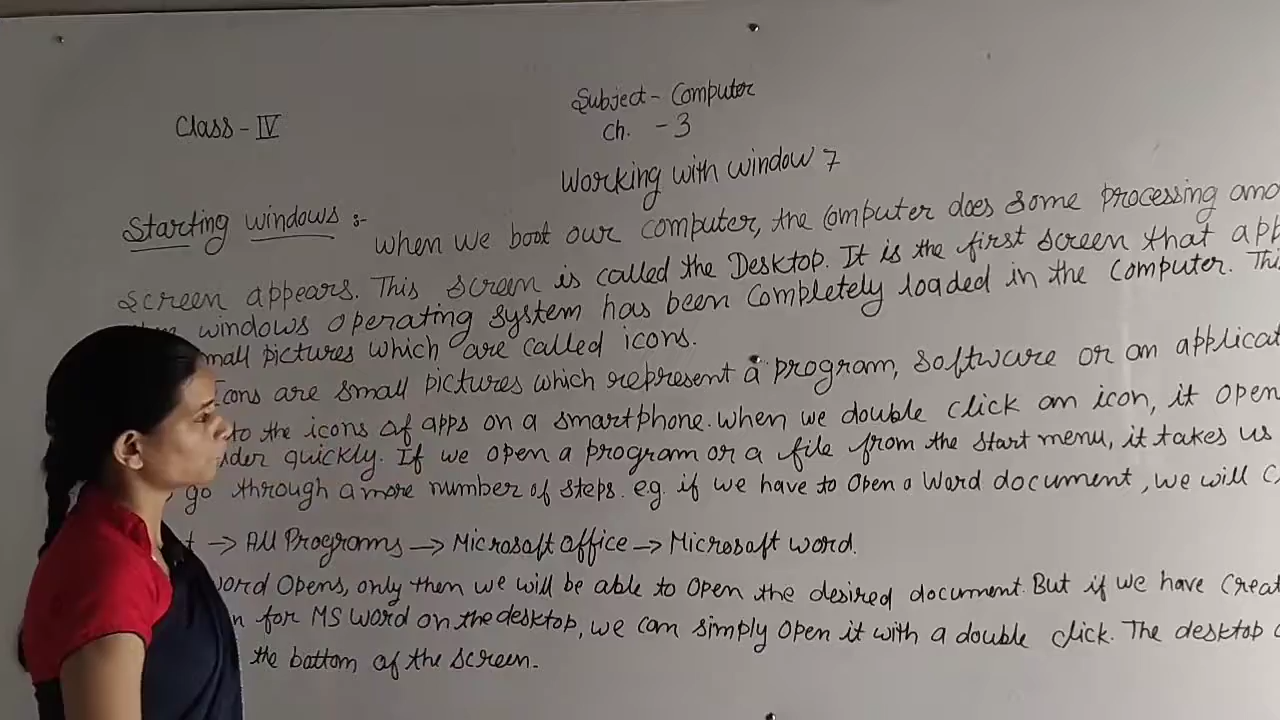 Class - IV
Subject - Computer
Ch. - 3
Working with window 7
Starting windows :-
When we boot our computer, the computer does some processing and
screen appears. This screen is called the Desktop. It is the first screen that app
windows operating system has been completely loaded in the computer. Thi
mall pictures which are called icons.
cons are small pictures which represent a program, software or an applicat
to the icons of apps on a smartphone. When we double click an icon, it open
der quickly. If we open a program or a file from the start menu, it takes us
go through a more number of steps. eg. if we have to open a Word document, we will c
t → All Programs → Microsoft office → Microsoft word.
word Opens, only then we will be able to open the desired document. But if we have creat
n for MS Word on the desktop, we can simply open it with a double click. The desktop
the bottom of the screen.